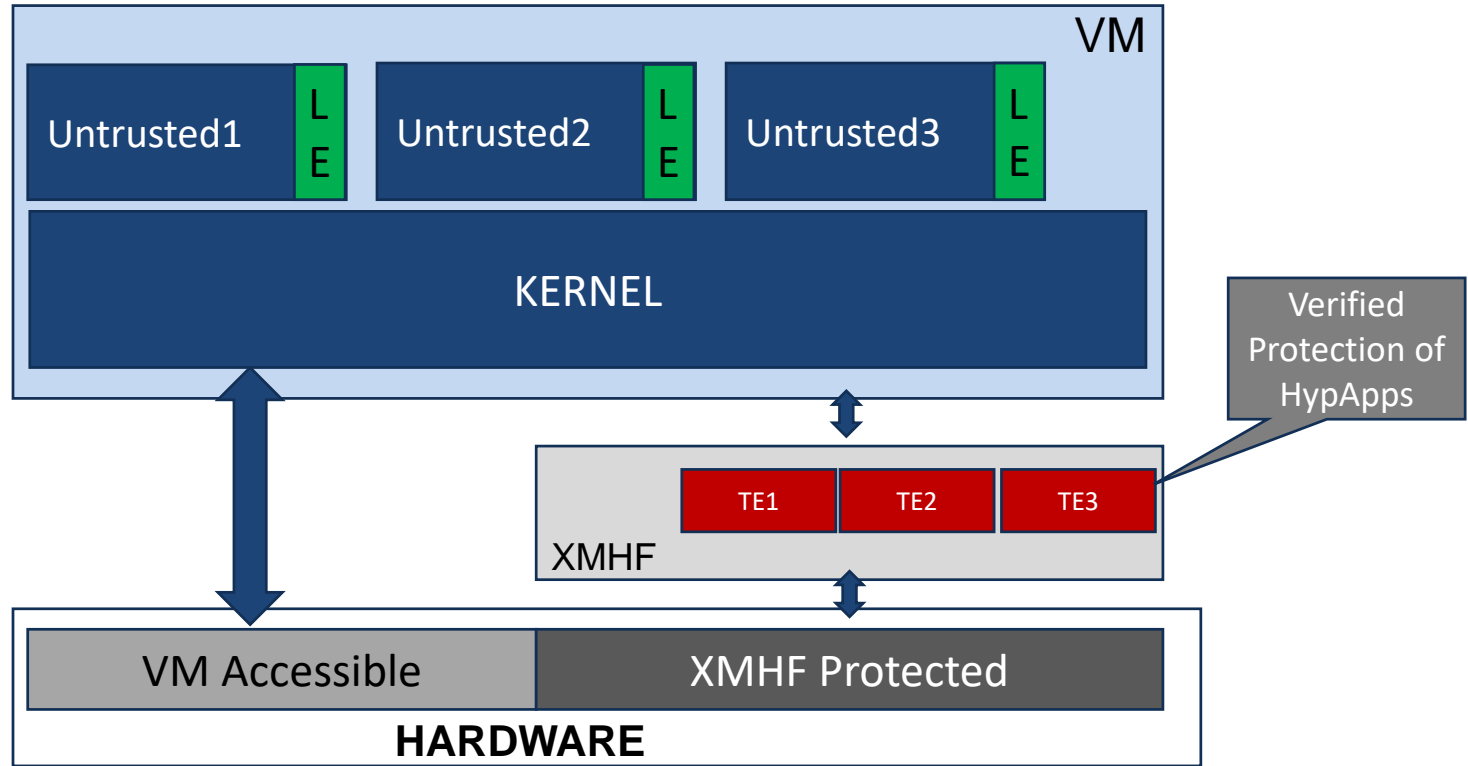 VM
Untrusted1
L
E
Untrusted2
L
E
Untrusted3
L
E
KERNEL
Verified
Protection of
HypApps
TE1
TE2
TE3
XMHF
VM Accessible
XMHF Protected
HARDWARE